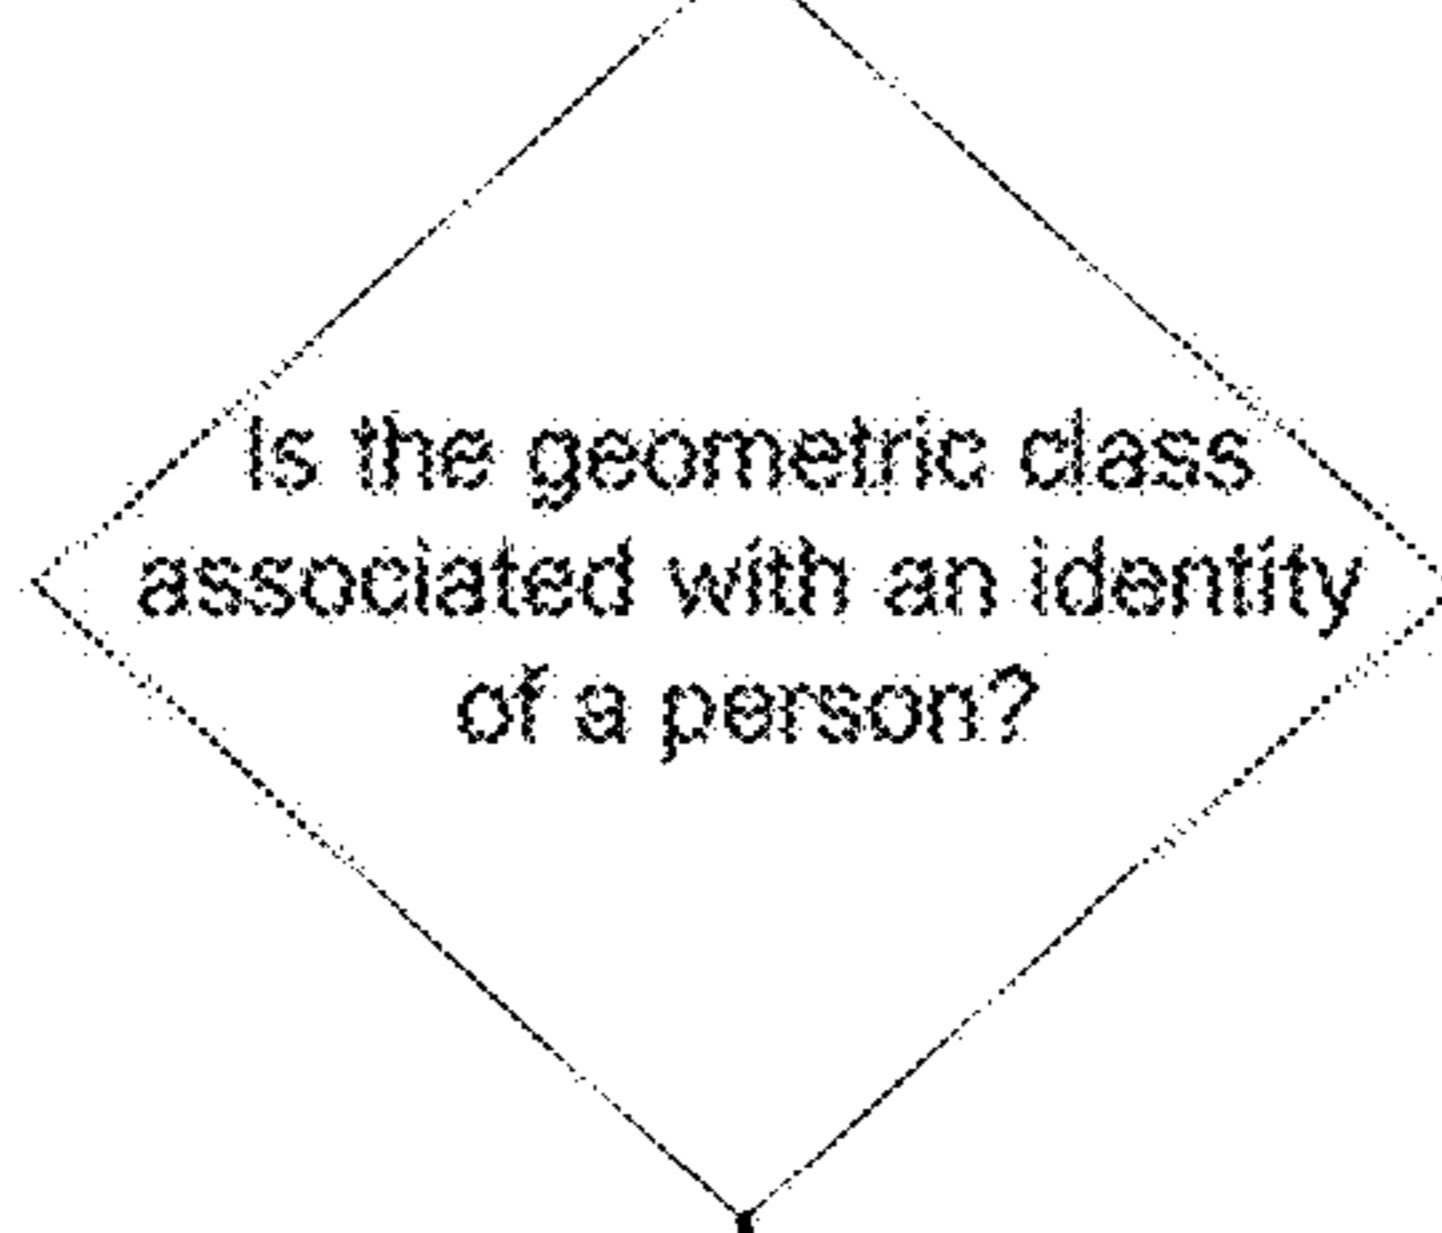 Is the geometric class
associated with an identity
of a person?